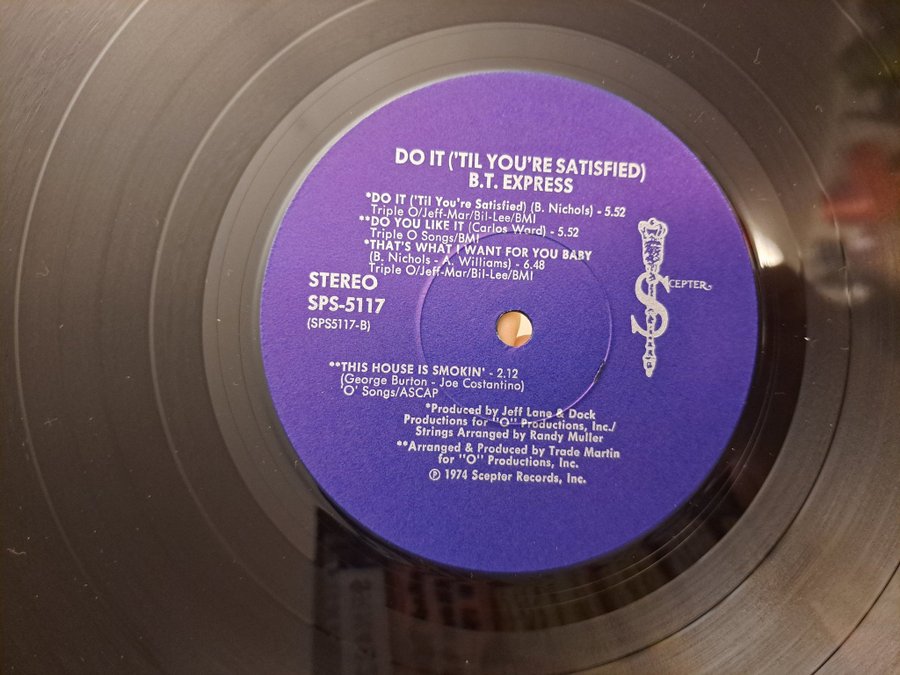 DO IT ('TIL YOU'RE SATISFIED)
B.T. EXPRESS
*DO IT ('Til You're Satisfied) (B. Nichols) - 5.52
Triple O/Jeff-Mar/Bil-Lee/BMI
**DO YOU LIKE IT (Carlos Ward) - 5.52
Triple O Songs/BMI
*THAT'S WHAT I WANT FOR YOU BABY
(B. Nichols - A. Williams) - 6.48
Triple O/Jeff-Mar/Bil-Lee/BMI
STEREO
SPS-5117
(SPS5117-B)
SCEPTER
**THIS HOUSE IS SMOKIN' - 2.12
(George Burton - Joe Costantino)
'O' Songs/ASCAP
*Produced by Jeff Lane & Dock
Productions for "O" Productions, Inc./
Strings Arranged by Randy Muller
**Arranged & Produced by Trade Martin
for "O" Productions, Inc.
℗ 1974 Scepter Records, Inc.